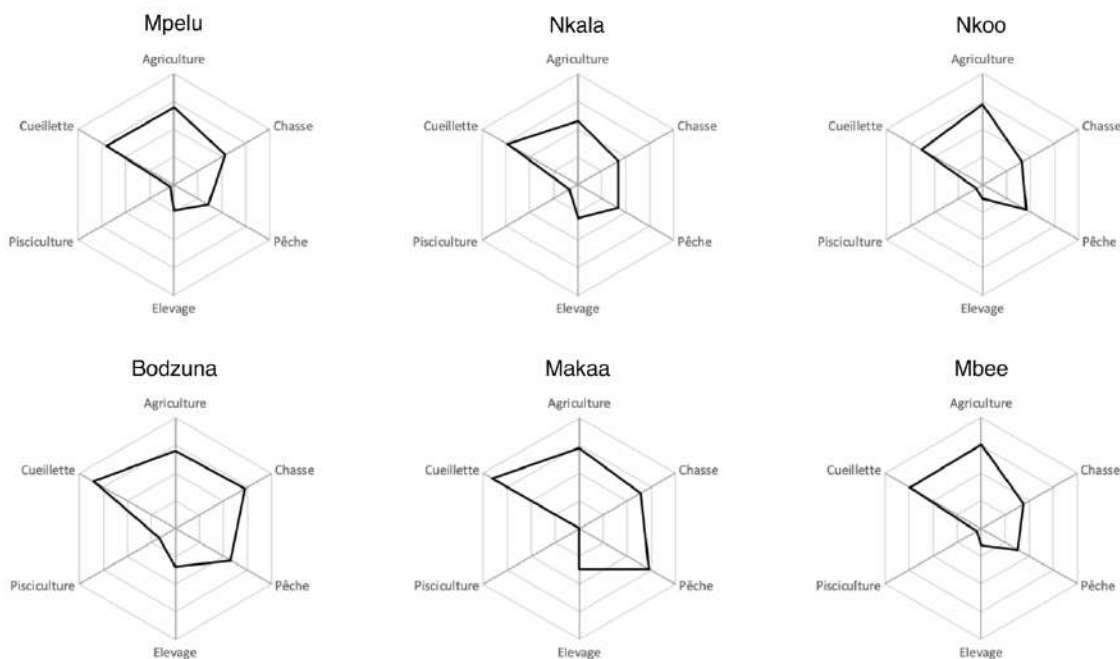 Mpelu
Nkala
Nkoo
Agriculture
Agriculture
Agriculture
Cueillette
Chasse
Cueillette
Chasse
Cueillette
Chasse
Pisciculture
Pêche
Pisciculture
Pêche
Pisciculture
Pêche
Elevage
Elevage
Elevage
Bodzuna
Makaa
Mbee
Agriculture
Agriculture
Agriculture
Cueillette
Chasse
Cueillette
Chasse
Cueillette
Chasse
Pisciculture
Pêche
Pisciculture
Pêche
Pisciculture
Pêche
Elevage
Elevage
Elevage